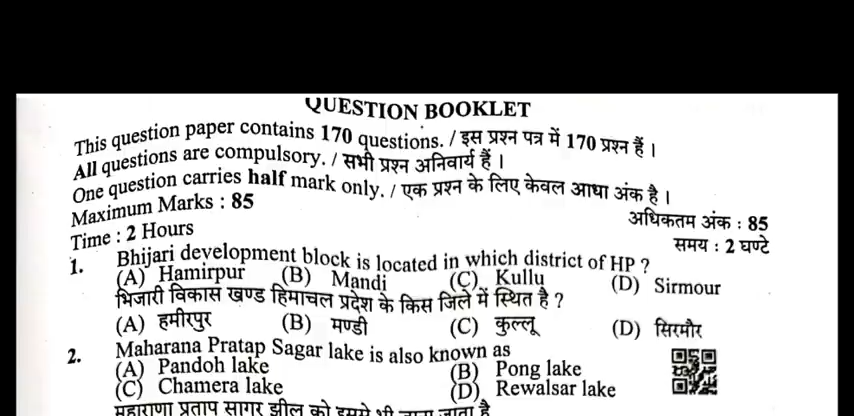 QUESTION BOOKLET
This question paper contains 170 questions. / इस प्रश्न पत्र में 170 प्रश्न हैं ।
All questions are compulsory. / सभी प्रश्न अनिवार्य हैं ।
One question carries half mark only. / एक प्रश्न के लिए केवल आधा अंक है ।
Maximum Marks : 85 अधिकतम अंक : 85
Time : 2 Hours समय : 2 घण्टे
1. Bhijari development block is located in which district of HP ?
(A) Hamirpur (B) Mandi (C) Kullu (D) Sirmour
भिजारी विकास खण्ड हिमाचल प्रदेश के किस जिले में स्थित है ?
(A) हमीरपुर (B) मण्डी (C) कुल्लू (D) सिरमौर
2. Maharana Pratap Sagar lake is also known as
(A) Pandoh lake (B) Pong lake
(C) Chamera lake (D) Rewalsar lake
महाराणा प्रताप सागर झील को इसमे भी जाना जाता है